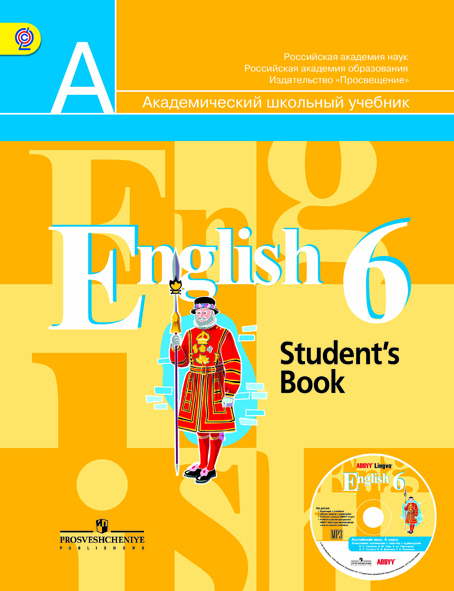 А
Российская академия наук
Российская академия образования
Издательство «Просвещение»
Академический школьный учебник
English 6
Student's
Book
ABBYY Lingvo
English 6
MP3
ABBYY
PROSVESHCHENIYE
PUBLISHERS